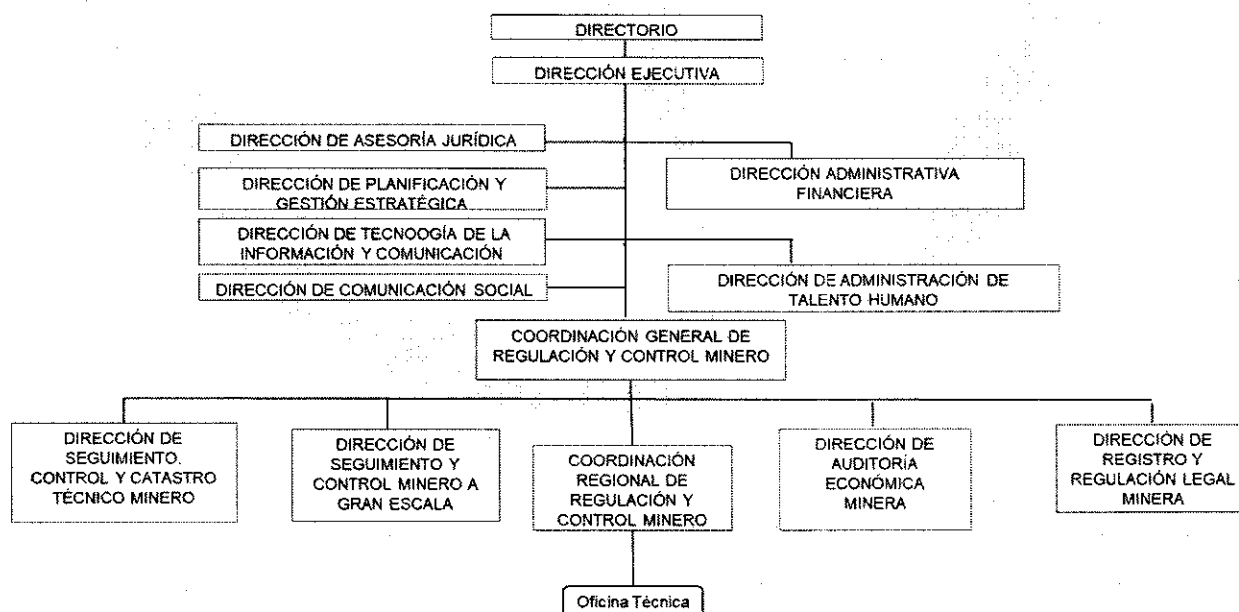 DIRECTORIO
DIRECCIÓN EJECUTIVA
DIRECCIÓN DE ASESORÍA JURÍDICA
DIRECCIÓN ADMINISTRATIVA
FINANCIERA
DIRECCIÓN DE PLANIFICACIÓN Y
GESTIÓN ESTRATÉGICA
DIRECCIÓN DE TECNOOGÍA DE LA
INFORMACIÓN Y COMUNICACIÓN
DIRECCIÓN DE ADMINISTRACIÓN DE
TALENTO HUMANO
DIRECCIÓN DE COMUNICACIÓN SOCIAL
COORDINACIÓN GENERAL DE
REGULACIÓN Y CONTROL MINERO
DIRECCIÓN DE
SEGUIMIENTO.
CONTROL Y CATASTRO
TÉCNICO MINERO
DIRECCIÓN DE
SEGUIMIENTO Y
CONTROL MINERO A
GRAN ESCALA
COORDINACIÓN
REGIONAL DE
REGULACIÓN Y
CONTROL MINERO
DIRECCIÓN DE
AUDITORÍA
ECONÓMICA
MINERA
DIRECCIÓN DE
REGISTRO Y
REGULACIÓN LEGAL
MINERA
Oficina Técnica